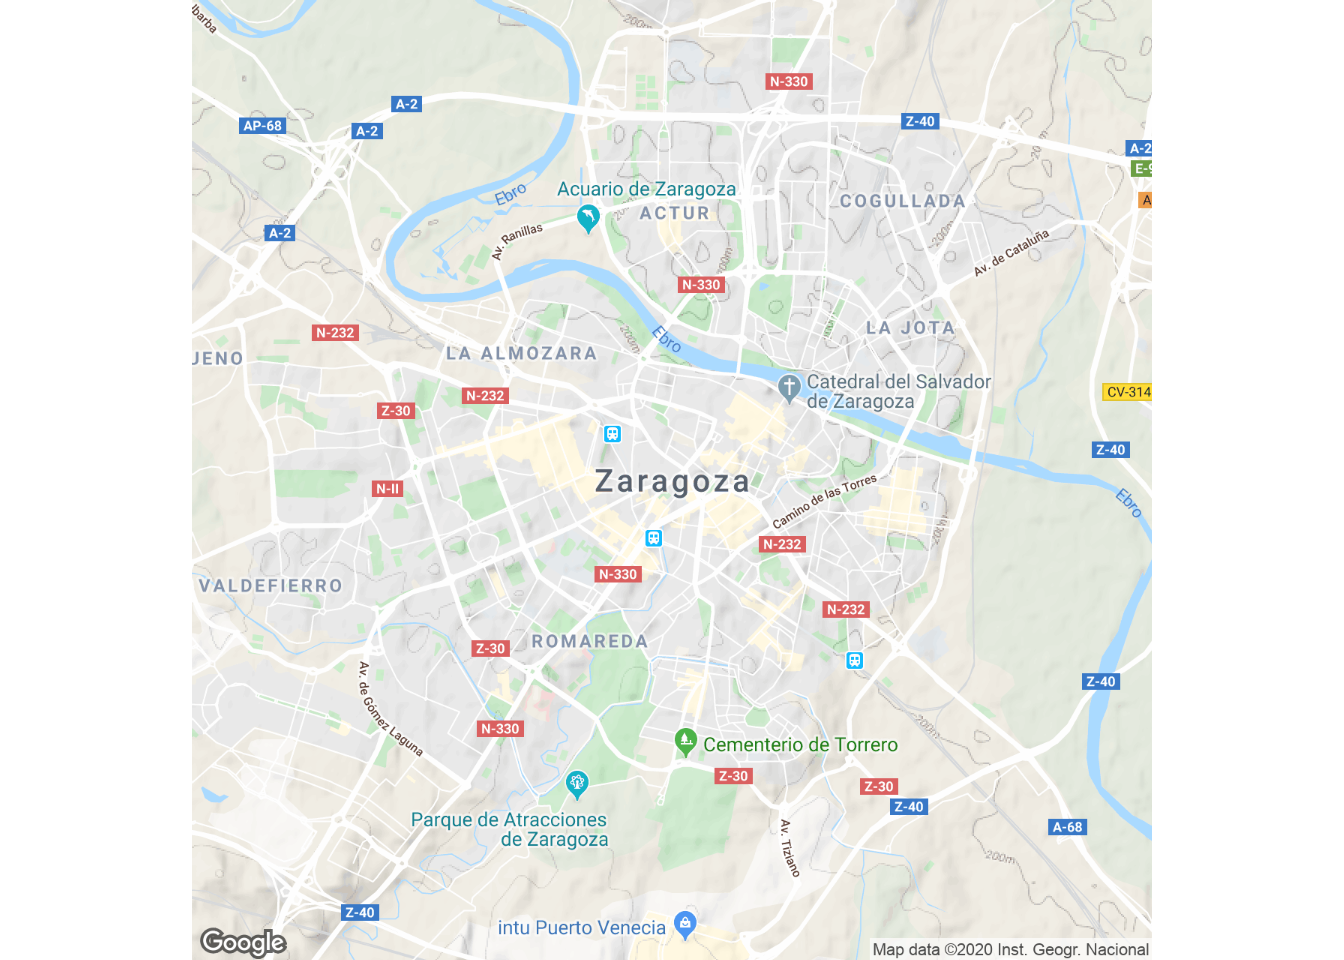 Ibarba
200m
N-330
A-2
AP-68
A-2
Z-40
200m
A-2
E-9
A
Acuario de Zaragoza
Ebro
ACTUR
COGULLADA
Av. Ranillas
A-2
200m
Av. de Cataluña
200m
N-330
N-232
LA JOTA
Ebro
200m
LA ALMOZARA
UENO
Catedral del Salvador
de Zaragoza
N-232
CV-314
Z-30
Z-40
Zaragoza
N-II
Camino de las Torres
Ebro
200m
N-232
N-330
VALDEFIERRO
N-232
ROMAREDA
Z-30
Av. de Gómez Laguna
Z-40
N-330
200m
Cementerio de Torrero
Z-30
Z-30
Z-40
Parque de Atracciones
de Zaragoza
A-68
Av. Tiziano
200m
Z-40
intu Puerto Venecia
Google
Map data ©2020 Inst. Geogr. Nacional